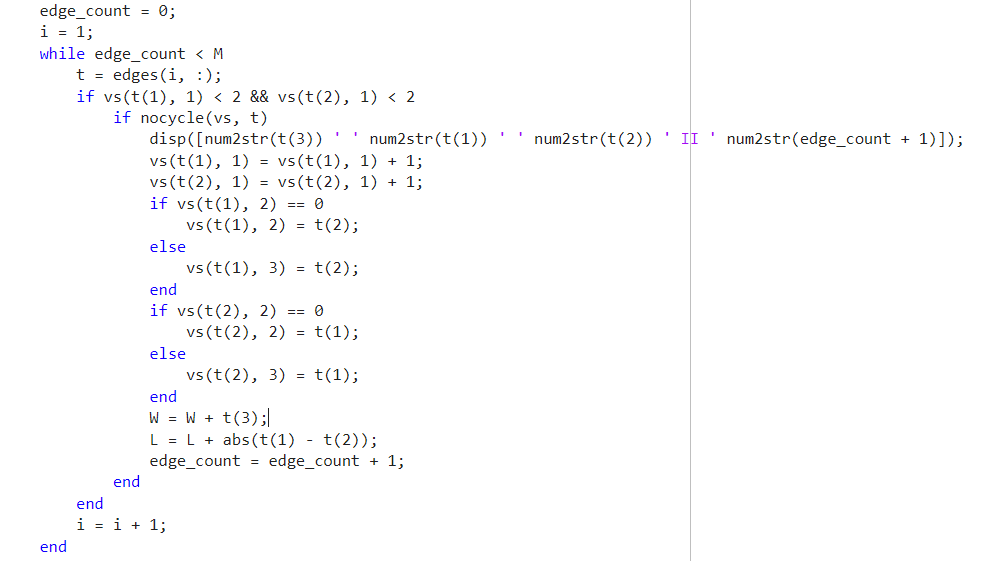 edge_count = 0;
i = 1;
while edge_count < M
    t = edges(i, :);
    if vs(t(1), 1) < 2 && vs(t(2), 1) < 2
        if nocycle(vs, t)
            disp([num2str(t(3)) ' ' num2str(t(1)) ' ' num2str(t(2)) ' II ' num2str(edge_count + 1)]);
            vs(t(1), 1) = vs(t(1), 1) + 1;
            vs(t(2), 1) = vs(t(2), 1) + 1;
            if vs(t(1), 2) == 0
                vs(t(1), 2) = t(2);
            else
                vs(t(1), 3) = t(2);
            end
            if vs(t(2), 2) == 0
                vs(t(2), 2) = t(1);
            else
                vs(t(2), 3) = t(1);
            end
            W = W + t(3);
            L = L + abs(t(1) - t(2));
            edge_count = edge_count + 1;
        end
    end
    i = i + 1;
end